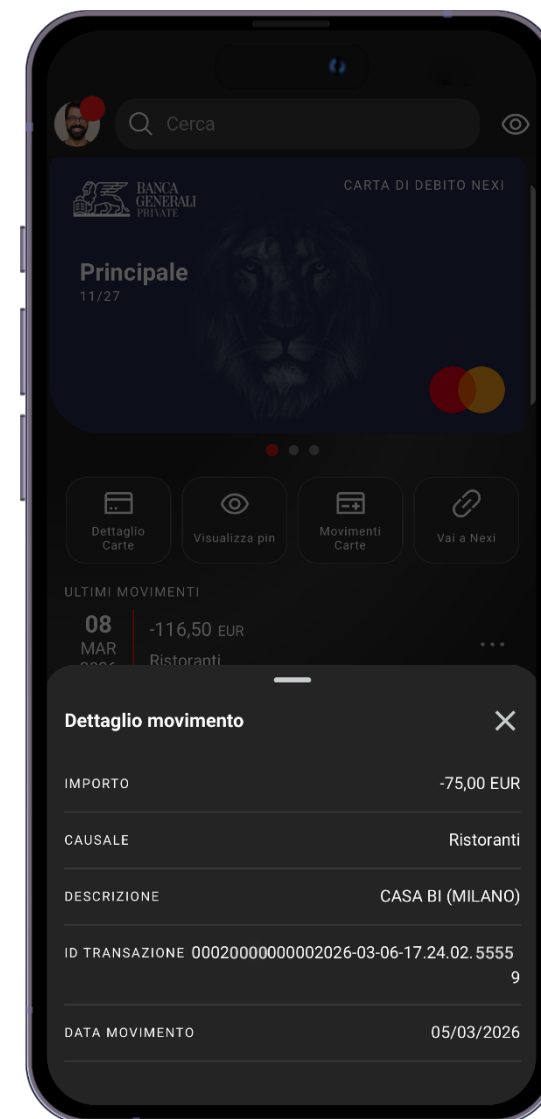 Cerca
BANCA
GENERALI
PRIVATE
CARTA DI DEBITO NEXI
Principale
11/27
Dettaglio
Carte
Visualizza pin
Movimenti
Carte
Vai a Nexi
ULTIMI MOVIMENTI
08
MAR
2026
-116,50 EUR
Ristoranti
Dettaglio movimento
IMPORTO -75,00 EUR
CAUSALE Ristoranti
DESCRIZIONE CASA BI (MILANO)
ID TRANSAZIONE 00020000000002026-03-06-17.24.02.5555
9
DATA MOVIMENTO 05/03/2026